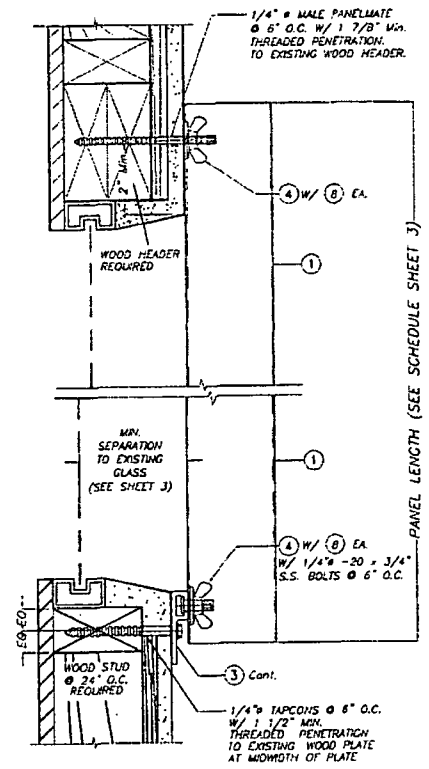 1/4" ø MALE PANELMATE
@ 6" O.C. W/ 1 7/8" Min.
THREADED PENETRATION
TO EXISTING WOOD HEADER.
2" Min.
4 W/ 8 EA.
WOOD HEADER
REQUIRED
1
PANEL LENGTH (SEE SCHEDULE SHEET 3)
MIN.
SEPARATION
TO EXISTING
GLASS
(SEE SHEET 3)
1
4 W/ 8 EA.
W/ 1/4"ø -20 x 3/4"
S.S. BOLTS @ 6" O.C.
EQ. EQ.
WOOD STUD
@ 24" O.C.
REQUIRED
3 Cont.
1/4"ø TAPCONS @ 6" O.C.
W/ 1 1/2" MIN.
THREADED PENETRATION
TO EXISTING WOOD PLATE
AT MIDWIDTH OF PLATE